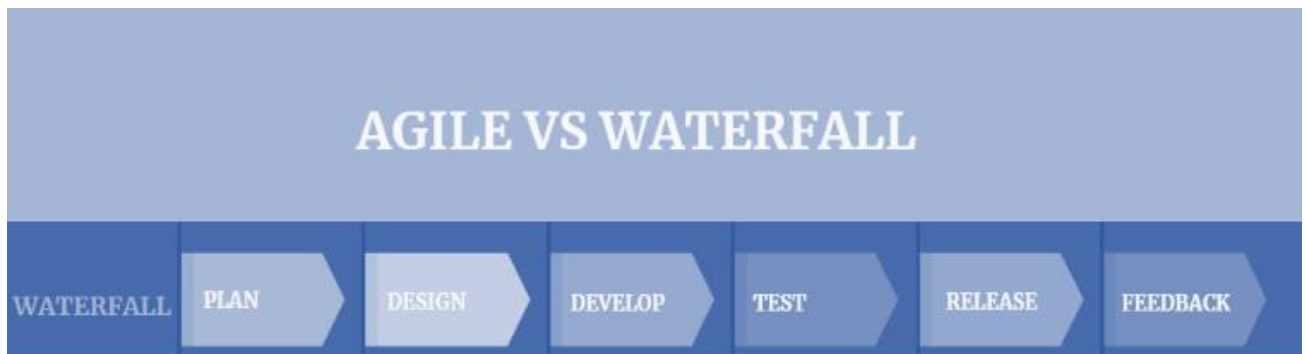 AGILE VS WATERFALL
WATERFALL PLAN DESIGN DEVELOP TEST RELEASE FEEDBACK